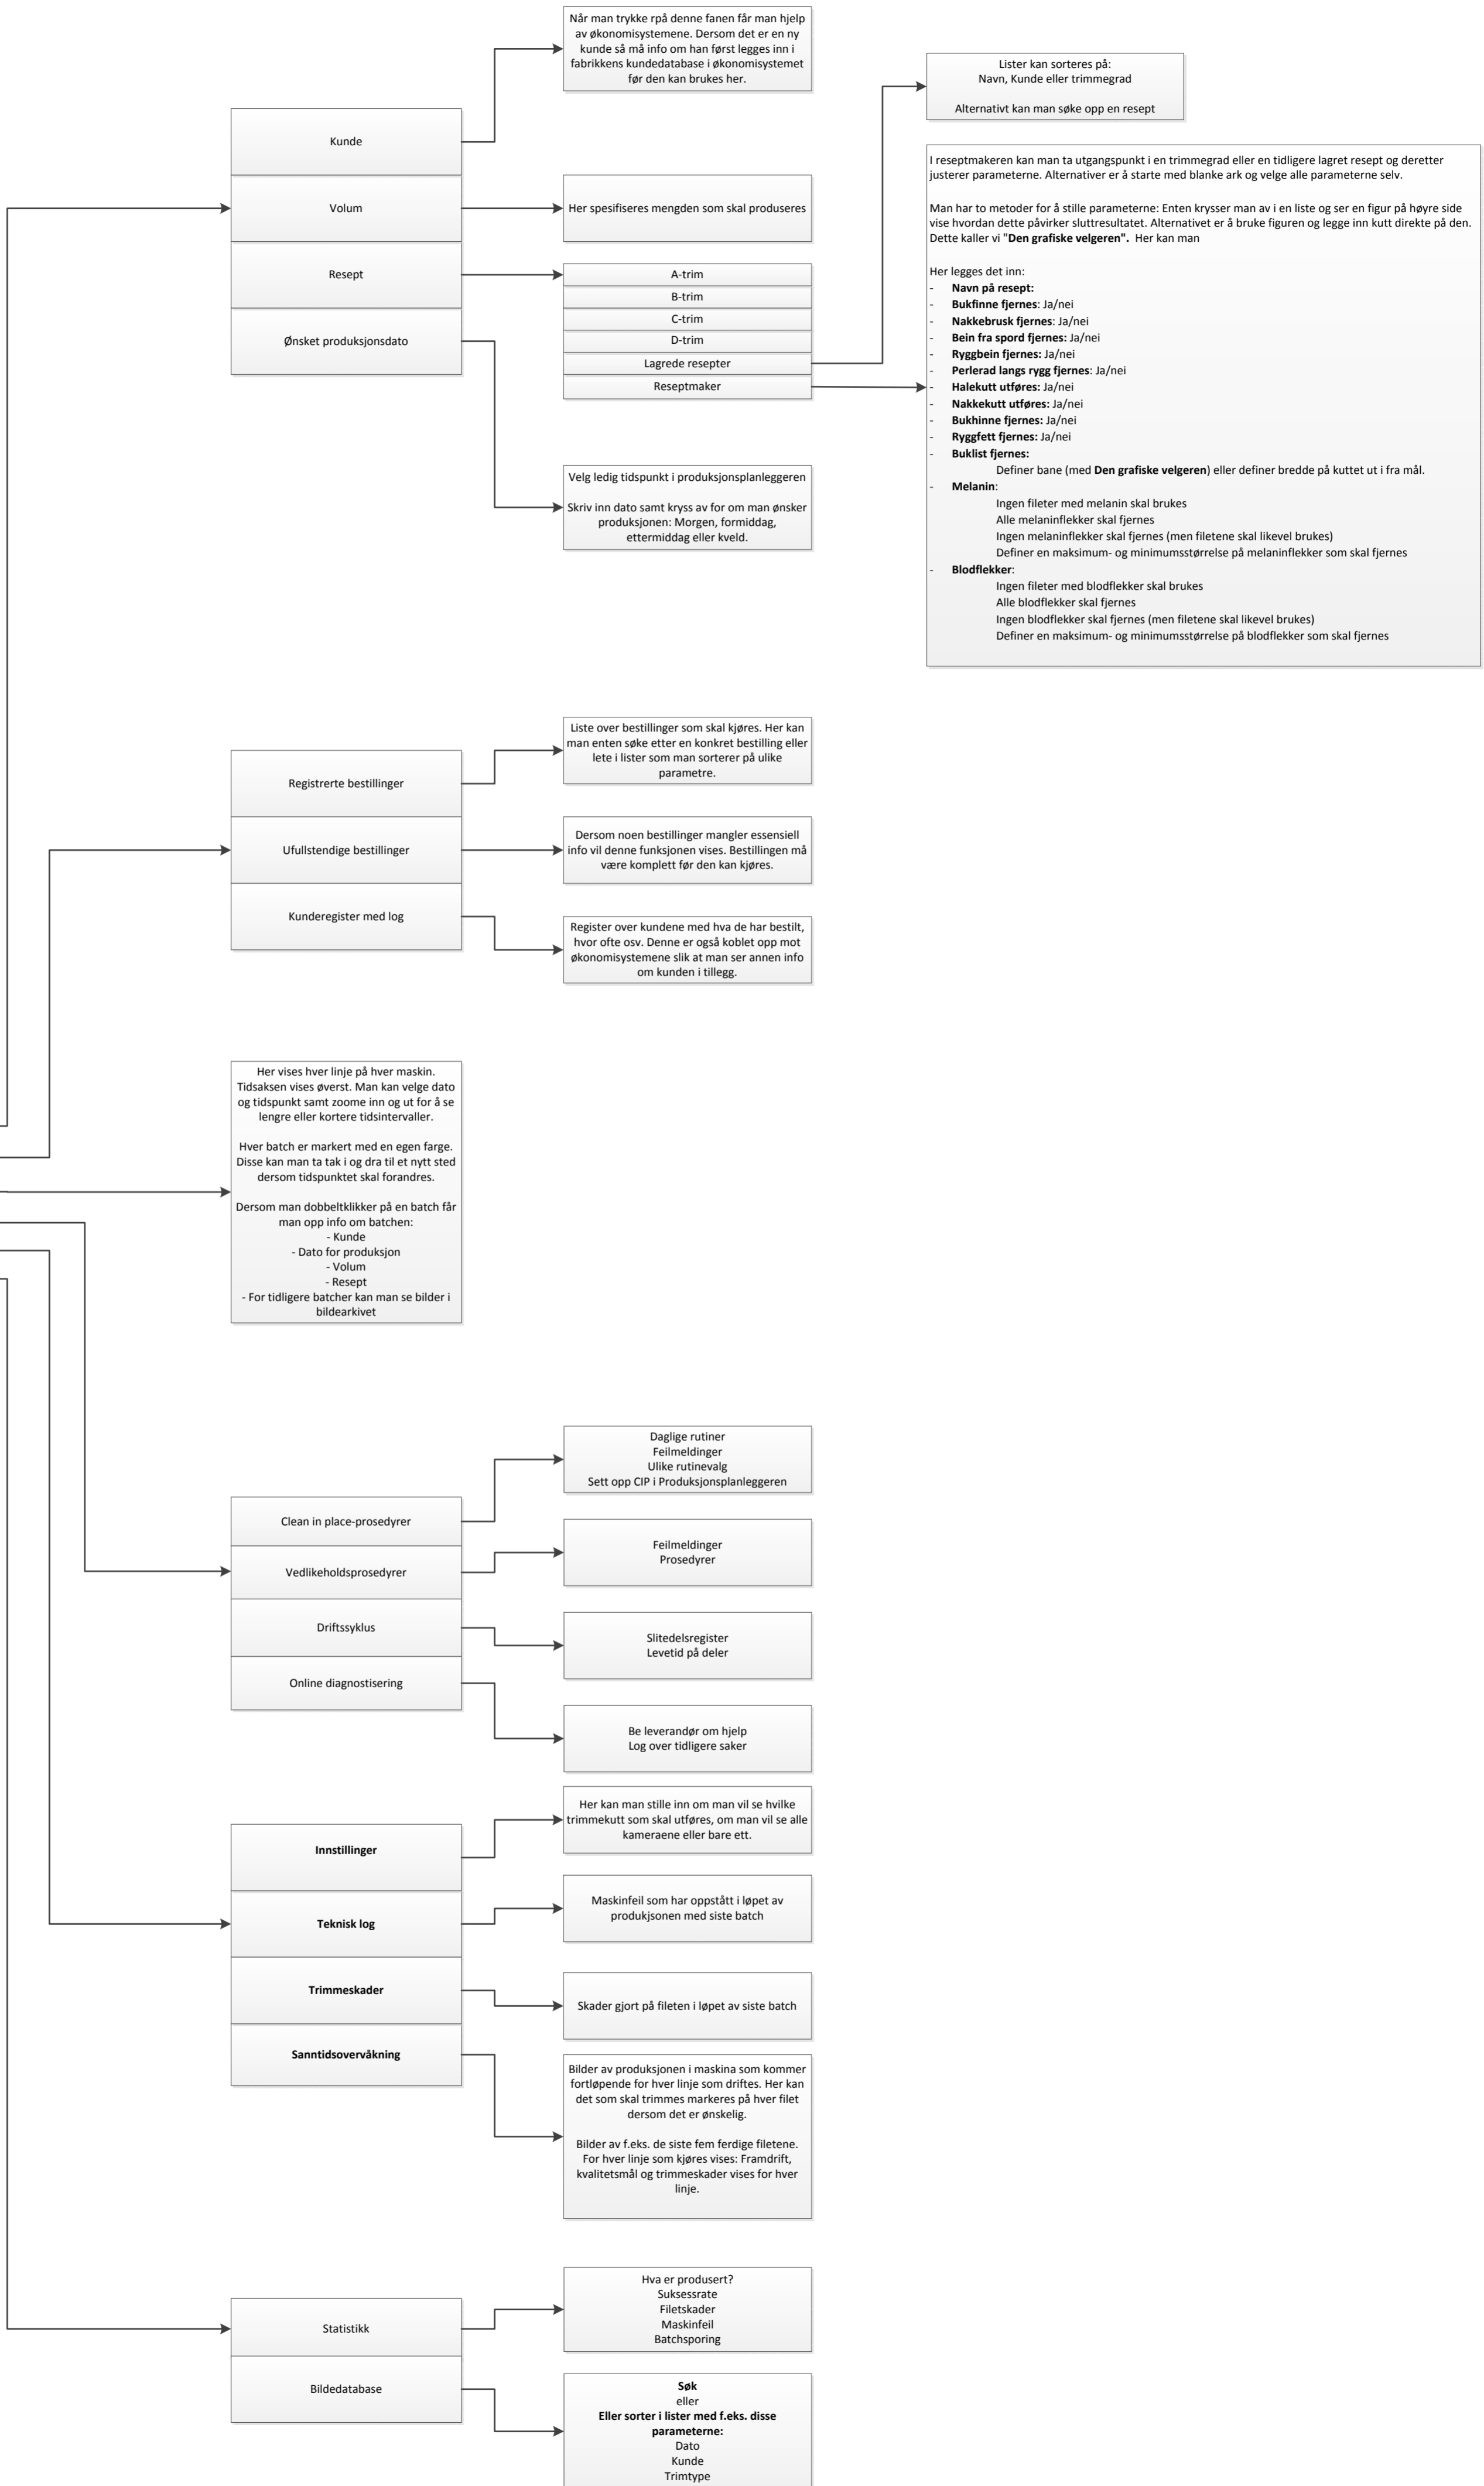 Når man trykke rpå denne fanen får man hjelp
av økonomisystemene. Dersom det er en ny
kunde så må info om han først legges inn i
fabrikkens kundedatabase i økonomisystemet
før den kan brukes her.
Lister kan sorteres på:
Navn, Kunde eller trimmegrad
Alternativt kan man søke opp en resept
Kunde
Volum
Resept
Ønsket produksjonsdato
Her spesifiseres mengden som skal produseres
A-trim
B-trim
C-trim
D-trim
Lagrede resepter
Reseptmaker
Velg ledig tidspunkt i produksjonsplanleggeren
Skriv inn dato samt kryss av for om man ønsker
produksjonen: Morgen, formiddag,
ettermiddag eller kveld.
I reseptmakeren kan man ta utgangspunkt i en trimmegrad eller en tidligere lagret resept og deretter
justerer parameterne. Alternativer er å starte med blanke ark og velge alle parameterne selv.
Man har to metoder for å stille parameterne: Enten krysser man av i en liste og ser en figur på høyre side
vise hvordan dette påvirker sluttresultatet. Alternativet er å bruke figuren og legge inn kutt direkte på den.
Dette kaller vi "Den grafiske velgeren". Her kan man
Her legges det inn:
- Navn på resept:
- Bukfinne fjernes: Ja/nei
- Nakkebrusk fjernes: Ja/nei
- Bein fra spord fjernes: Ja/nei
- Ryggbein fjernes: Ja/nei
- Perlerad langs rygg fjernes: Ja/nei
- Halekutt utføres: Ja/nei
- Nakkekutt utføres: Ja/nei
- Bukhinne fjernes: Ja/nei
- Ryggfett fjernes: Ja/nei
- Buklist fjernes:
Definer bane (med Den grafiske velgeren) eller definer bredde på kuttet ut i fra mål.
- Melanin:
Ingen fileter med melanin skal brukes
Alle melaninflekker skal fjernes
Ingen melaninflekker skal fjernes (men filetene skal likevel brukes)
Definer en maksimum- og minimumsstørrelse på melaninflekker som skal fjernes
- Blodflekker:
Ingen fileter med blodflekker skal brukes
Alle blodflekker skal fjernes
Ingen blodflekker skal fjernes (men filetene skal likevel brukes)
Definer en maksimum- og minimumsstørrelse på blodflekker som skal fjernes
Registrerte bestillinger
Ufullstendige bestillinger
Kunderegister med log
Liste over bestillinger som skal kjøres. Her kan
man enten søke etter en konkret bestilling eller
lete i lister som man sorterer på ulike
parametre.
Dersom noen bestillinger mangler essensiell
info vil denne funksjonen vises. Bestillingen må
være komplett før den kan kjøres.
Register over kundene med hva de har bestilt,
hvor ofte osv. Denne er også koblet opp mot
økonomisystemene slik at man ser annen info
om kunden i tillegg.
Her vises hver linje på hver maskin.
Tidsaksen vises øverst. Man kan velge dato
og tidspunkt samt zoome inn og ut for å se
lengre eller kortere tidsintervaller.
Hver batch er markert med en egen farge.
Disse kan man ta tak i og dra til et nytt sted
dersom tidspunktet skal forandres.
Dersom man dobbeltklikker på en batch får
man opp info om batchen:
- Kunde
- Dato for produksjon
- Volum
- Resept
- For tidligere batcher kan man se bilder i
bildearkivet
Clean in place-prosedyrer
Vedlikeholdsprosedyrer
Driftssyklus
Online diagnostisering
Daglige rutiner
Feilmeldinger
Ulike rutinevalg
Sett opp CIP i Produksjonsplanleggeren
Feilmeldinger
Prosedyrer
Slitedelsregister
Levetid på deler
Be leverandør om hjelp
Log over tidligere saker
Innstillinger
Teknisk log
Trimmeskader
Sanntidsovervåkning
Her kan man stille inn om man vil se hvilke
trimmekutt som skal utføres, om man vil se alle
kameraene eller bare ett.
Maskinfeil som har oppstått i løpet av
produkjsonen med siste batch
Skader gjort på fileten i løpet av siste batch
Bilder av produksjonen i maskina som kommer
fortløpende for hver linje som driftes. Her kan
det som skal trimmes markeres på hver filet
dersom det er ønskelig.
Bilder av f.eks. de siste fem ferdige filetene.
For hver linje som kjøres vises: Framdrift,
kvalitetsmål og trimmeskader vises for hver
linje.
Statistikk
Bildedatabase
Hva er produsert?
Suksessrate
Filetskader
Maskinfeil
Batchsporing
Søk
eller
Eller sorter i lister med f.eks. disse
parameterne:
Dato
Kunde
Trimtype